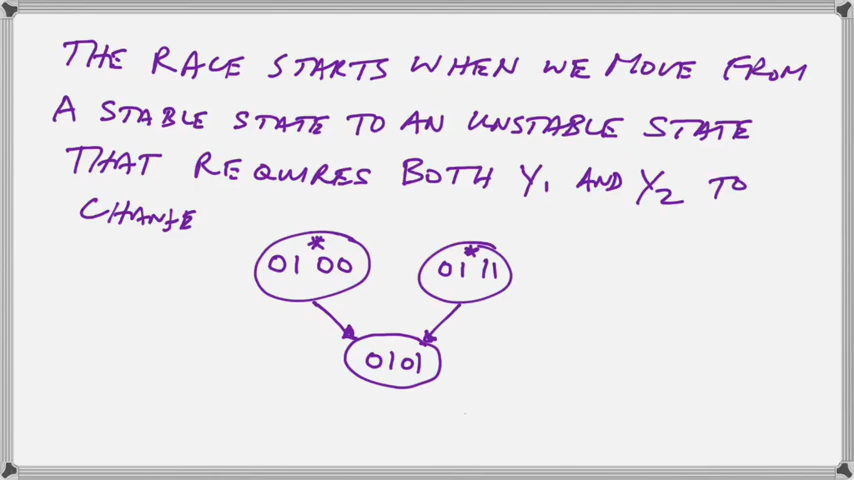 THE RACE STARTS WHEN WE MOVE FROM
A STABLE STATE TO AN UNSTABLE STATE
THAT REQUIRES BOTH Y1 AND Y2 TO
CHANGE
* *
01 00 01 11
0101